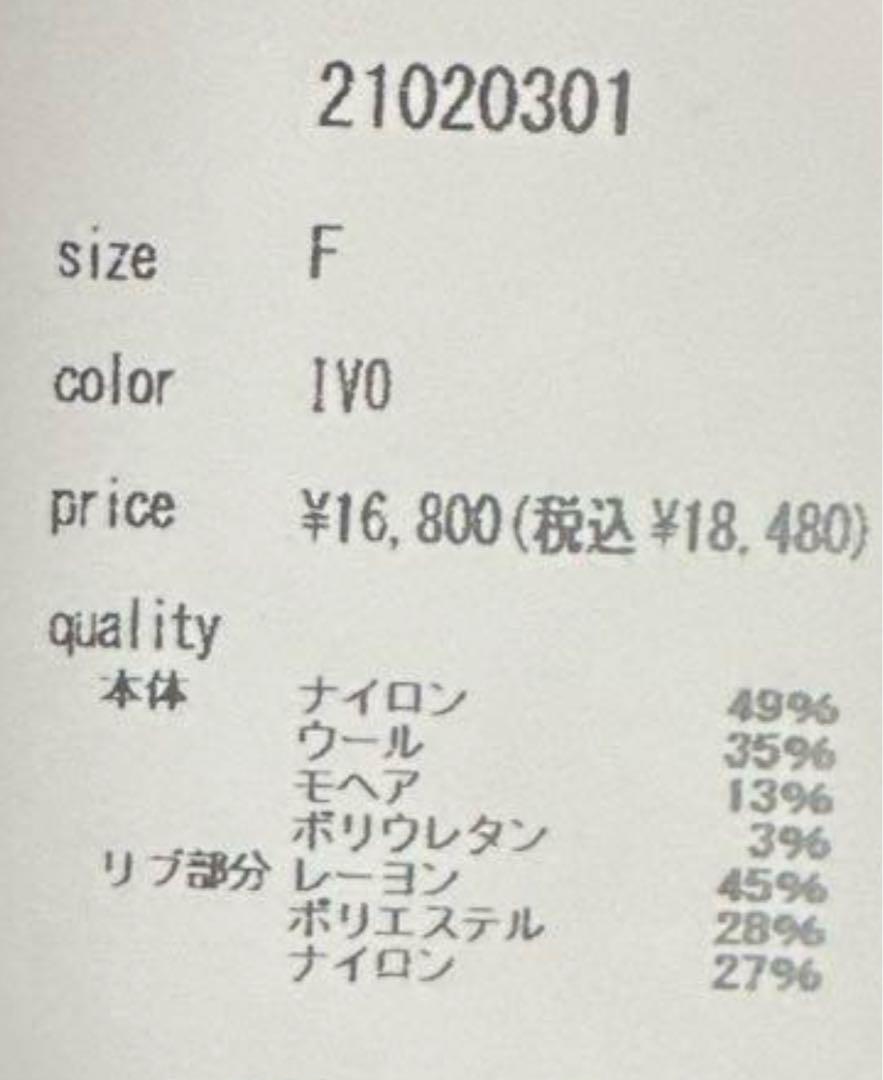 21020301
size F
color IVO
price ¥16,800(税込 ¥18,480)
quality
本体 ナイロン 49%
ウール 35%
モヘア 13%
ポリウレタン 3%
リブ部分 レーヨン 45%
ポリエステル 28%
ナイロン 27%